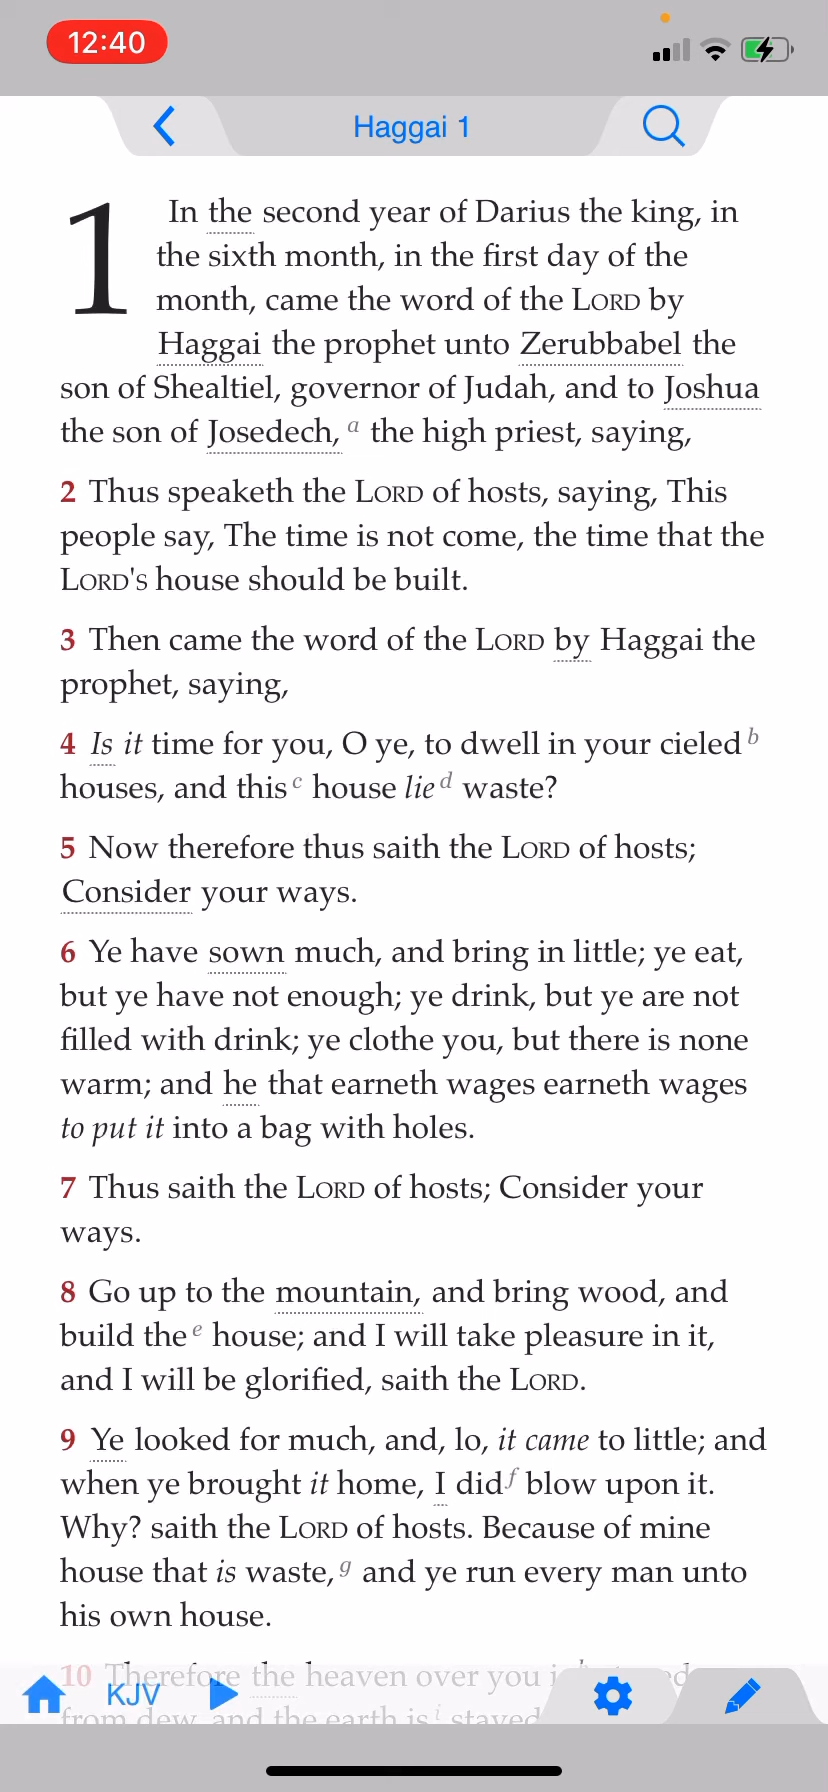 12:40
Haggai 1
1 In the second year of Darius the king, in
the sixth month, in the first day of the
month, came the word of the LORD by
Haggai the prophet unto Zerubbabel the
son of Shealtiel, governor of Judah, and to Joshua
the son of Josedech, a the high priest, saying,
2 Thus speaketh the LORD of hosts, saying, This
people say, The time is not come, the time that the
LORD'S house should be built.
3 Then came the word of the LORD by Haggai the
prophet, saying,
4 Is it time for you, O ye, to dwell in your cieled b
houses, and this c house lie d waste?
5 Now therefore thus saith the LORD of hosts;
Consider your ways.
6 Ye have sown much, and bring in little; ye eat,
but ye have not enough; ye drink, but ye are not
filled with drink; ye clothe you, but there is none
warm; and he that earneth wages earneth wages
to put it into a bag with holes.
7 Thus saith the LORD of hosts; Consider your
ways.
8 Go up to the mountain, and bring wood, and
build the e house; and I will take pleasure in it,
and I will be glorified, saith the LORD.
9 Ye looked for much, and, lo, it came to little; and
when ye brought it home, I did f blow upon it.
Why? saith the LORD of hosts. Because of mine
house that is waste, g and ye run every man unto
his own house.
10 Therefore the heaven over you
from dew, and the earth is i stayed
KJV